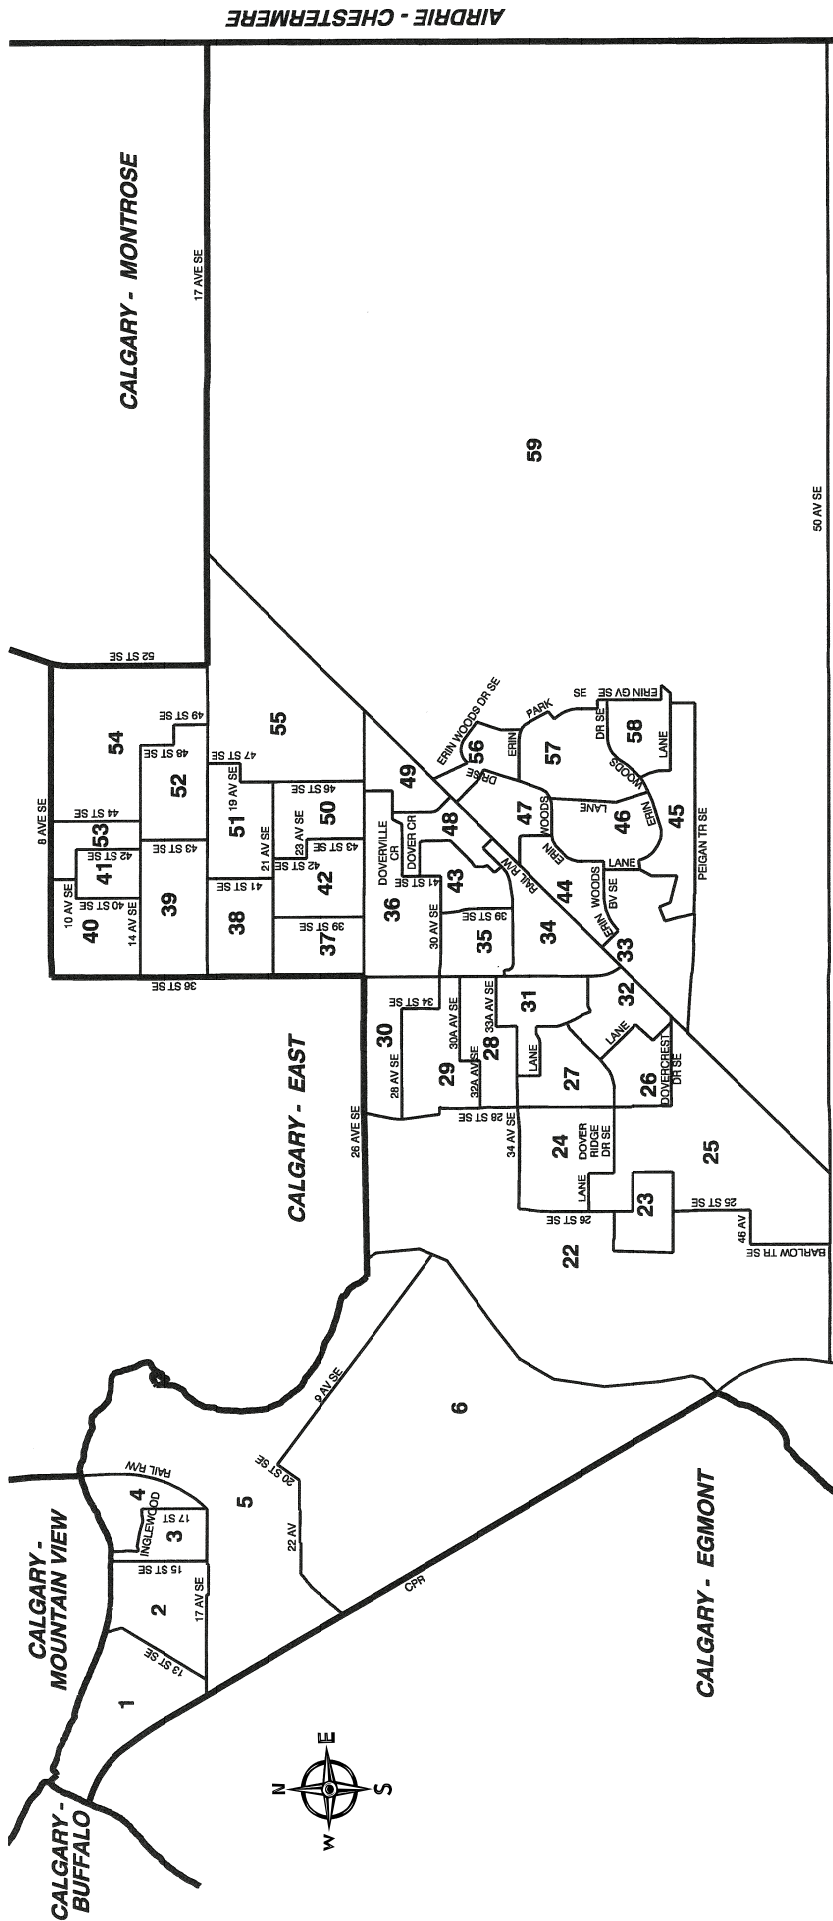 AIRDRIE - CHESTERMERE
CALGARY - MONTROSE
17 AVE SE
59
50 AV SE
52 ST SE
8 AVE SE
54
49 ST SE
48 ST SE
52
44 ST SE
53
42 ST SE
41
43 ST SE
10 AV SE
40 ST SE
40
14 AV SE
39
36 ST SE
55
47 ST SE
19 AV SE
51
46 ST SE
50
21 AV SE
23 AV SE
43 ST SE
42 ST SE
41 ST SE
42
38
39 ST SE
37
49
DOVERVILLE
CR
DOVER CR
48
41 ST SE
43
36
30 AV SE
39 ST SE
35
34
RAIL R/W
ERIN WOODS DR SE
56
DR SE
ERIN
PARK
SE
ERIN GV SE
57
DR SE
58
WOODS
LANE
47
WOODS
ERIN
LANE
46
ERIN
45
PEIGAN TR SE
44
WOODS
BV SE
LANE
ERIN
33
32
34 ST SE
30
28 AV SE
30A AV SE
29
32A AV SE
28
33A AV SE
31
LANE
LANE
27
26
DOVERCREST
DR SE
28 ST SE
34 AV SE
24
DOVER
RIDGE
DR SE
LANE
26 ST SE
23
25
25 ST SE
46 AV
BARLOW TR SE
22
CALGARY - EAST
26 AVE SE
9 AV SE
6
20 ST SE
22 AV
5
RAIL R/W
4
INGLEWOOD
17 ST
3
15 ST SE
17 AV SE
2
13 ST SE
1
CPR
CALGARY -
MOUNTAIN VIEW
CALGARY - EGMONT
CALGARY -
BUFFALO
N
E
S
W